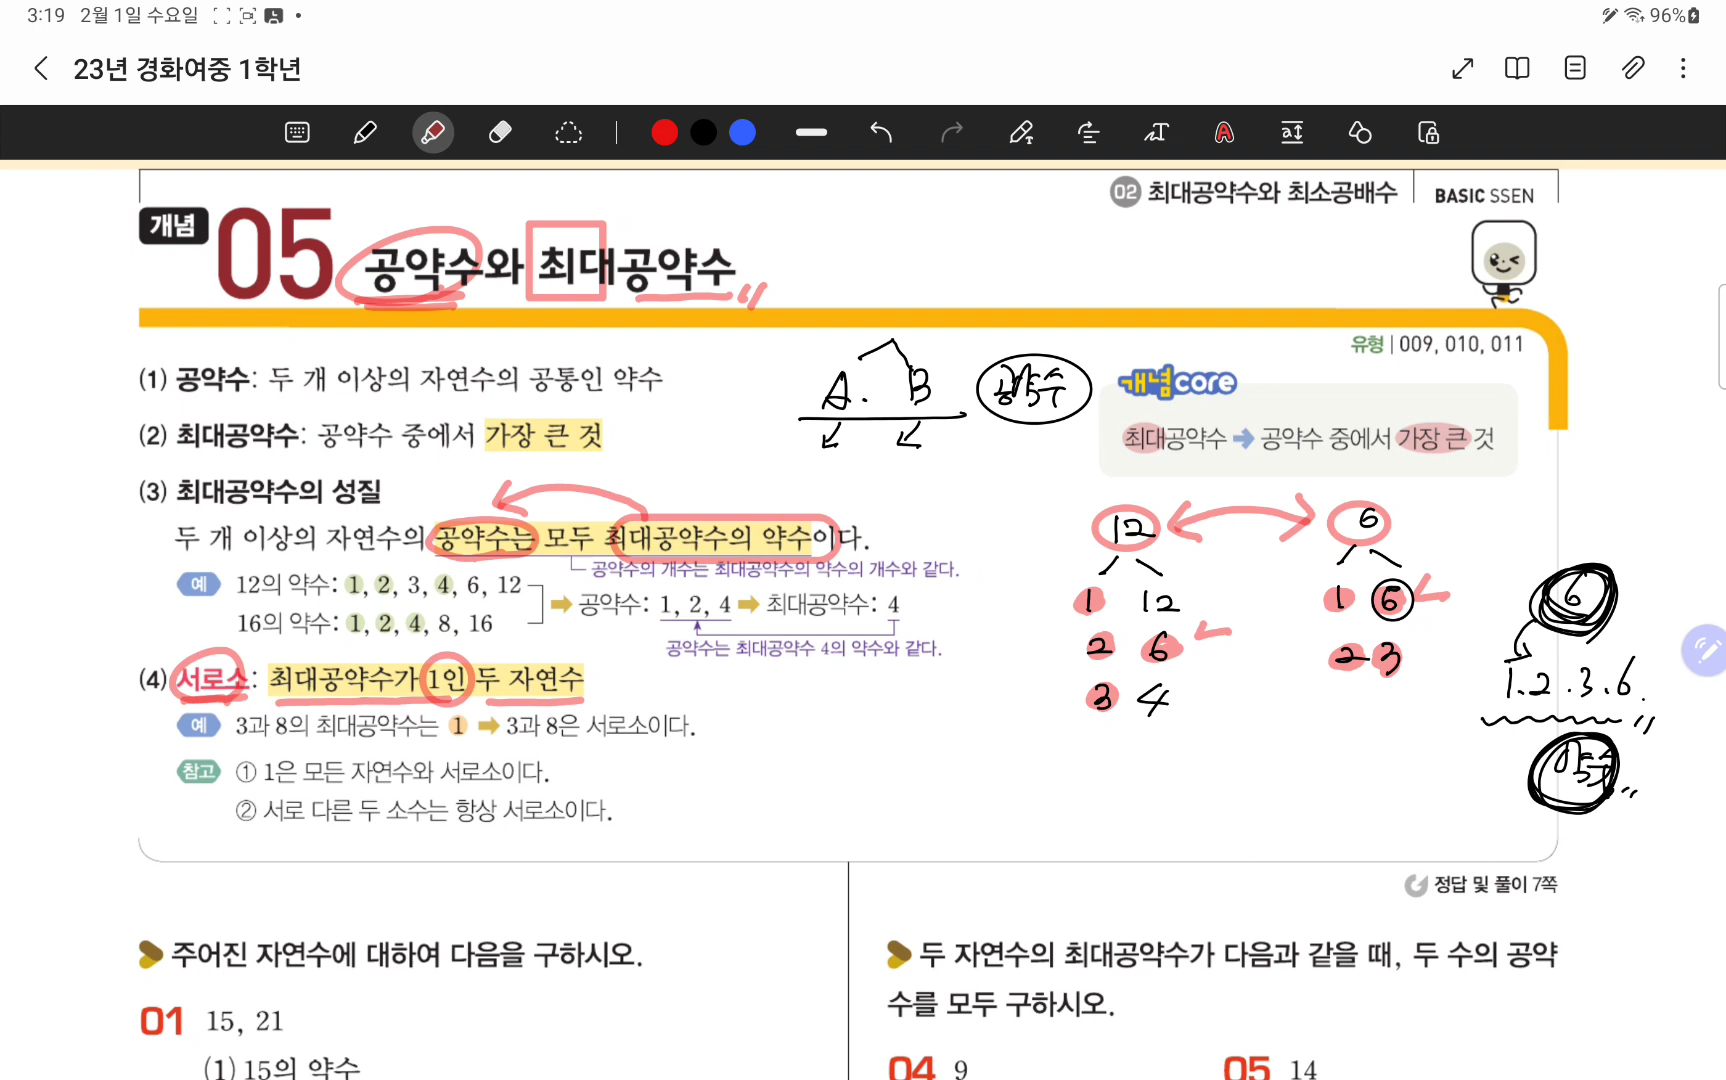 3:19 2월 1일 수요일 96%
23년 경화여중 1학년
02 최대공약수와 최소공배수 BASIC SSEN
개념 05 공약수와 최대공약수
유형 | 009, 010, 011
(1) 공약수: 두 개 이상의 자연수의 공통인 약수
A. B 공약수
개념core
(2) 최대공약수: 공약수 중에서 가장 큰 것
최대공약수 ➡ 공약수 중에서 가장 큰 것
(3) 최대공약수의 성질
두 개 이상의 자연수의 공약수는 모두 최대공약수의 약수이다.
공약수의 개수는 최대공약수의 약수의 개수와 같다.
예 12의 약수: 1, 2, 3, 4, 6, 12
16의 약수: 1, 2, 4, 8, 16
➡ 공약수: 1, 2, 4 ➡ 최대공약수: 4
공약수는 최대공약수 4의 약수와 같다.
(4) 서로소: 최대공약수가 1인 두 자연수
예 3과 8의 최대공약수는 1 ➡ 3과 8은 서로소이다.
참고 ① 1은 모든 자연수와 서로소이다.
② 서로 다른 두 소수는 항상 서로소이다.
12 6
1 12 1 6
2 6 2 3
3 4
6
1.2.3.6.
약수
정답 및 풀이 7쪽
주어진 자연수에 대하여 다음을 구하시오.
01 15, 21
(1) 15의 약수
두 자연수의 최대공약수가 다음과 같을 때, 두 수의 공약
수를 모두 구하시오.
04 9 05 14